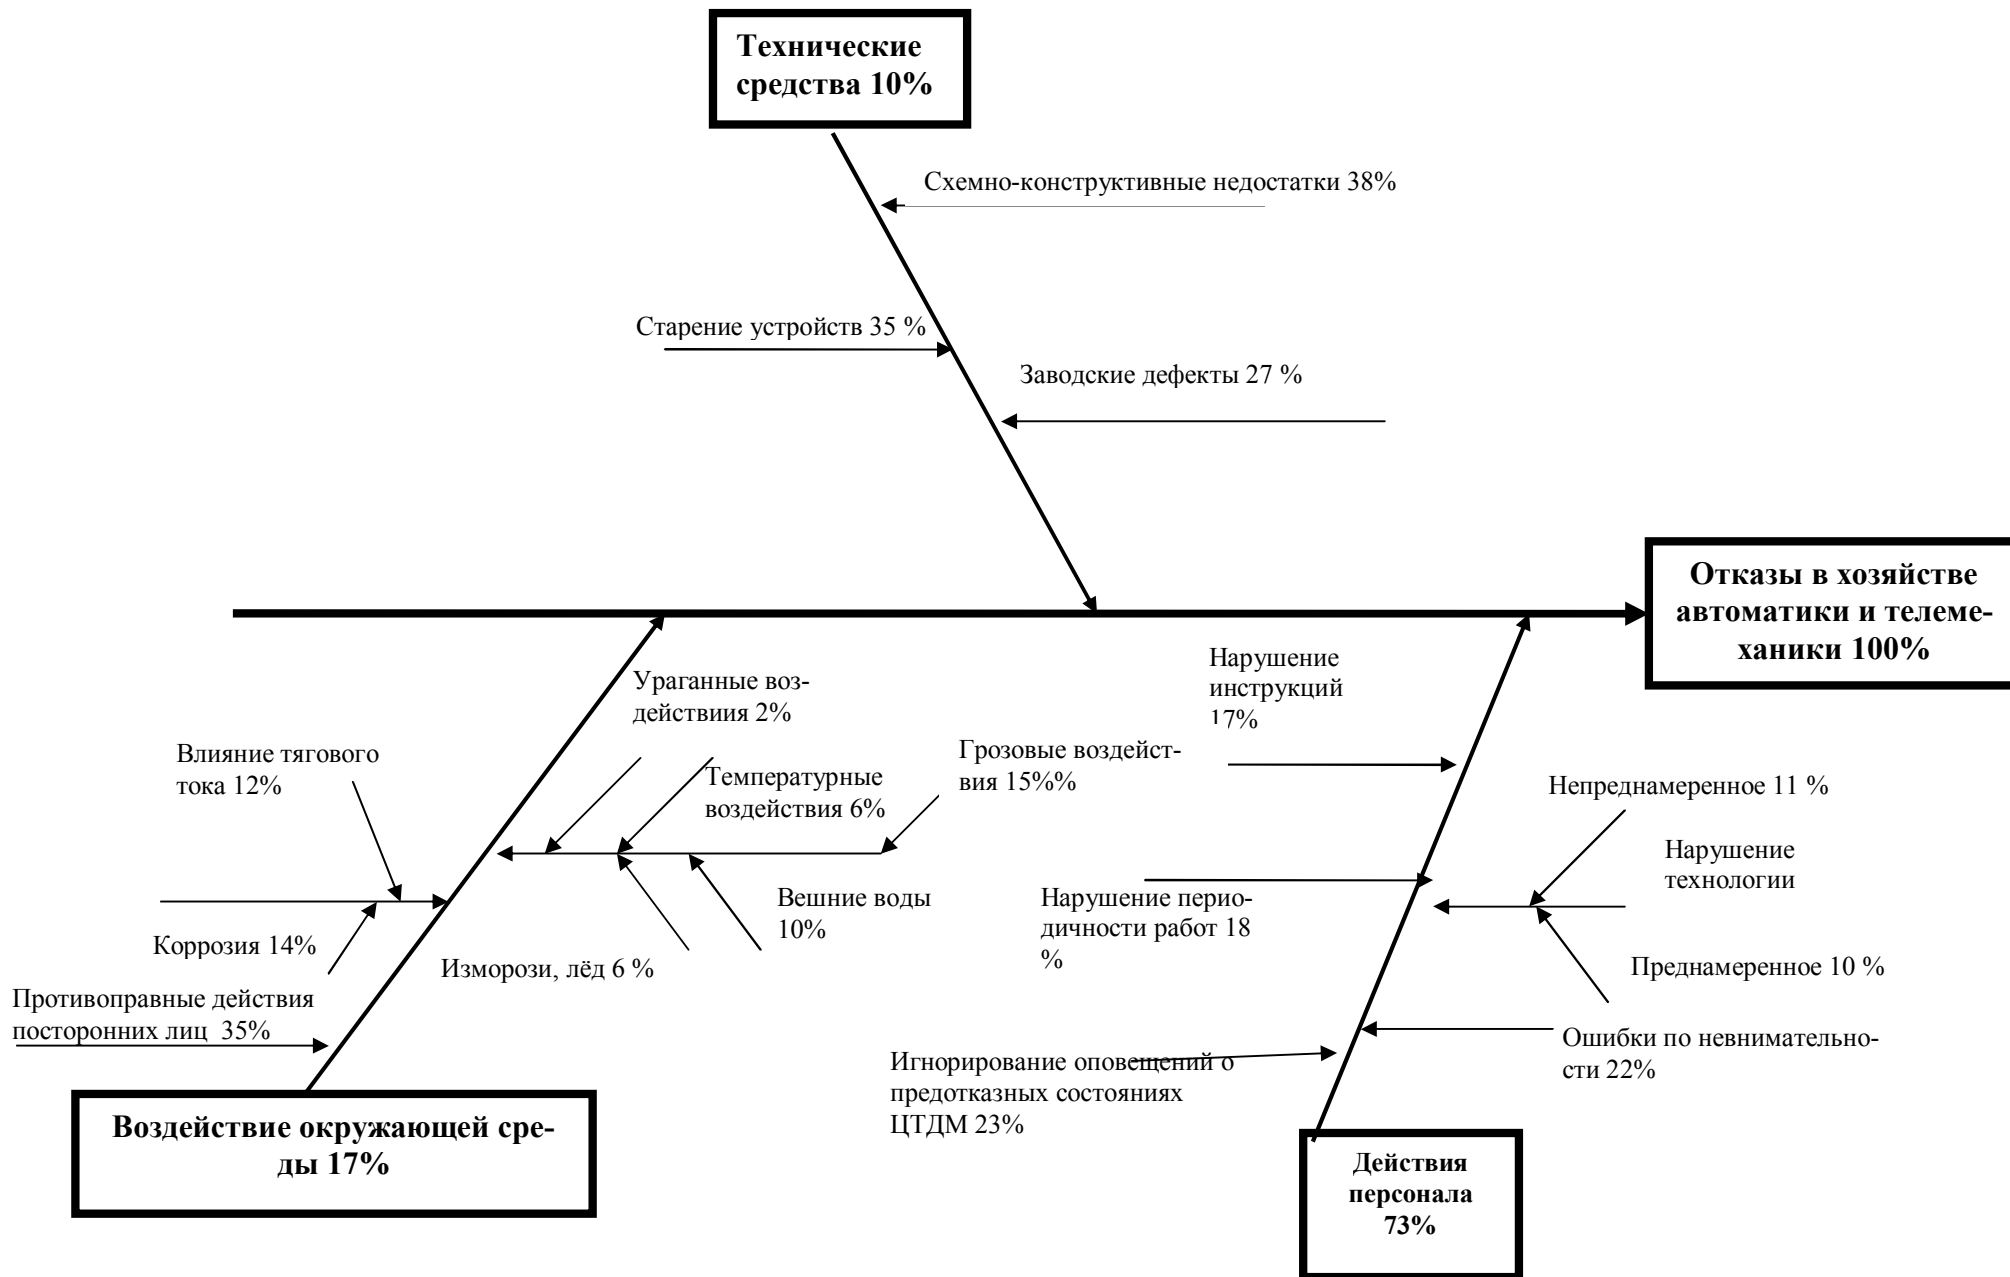 Технические
средства 10%
Схемно-конструктивные недостатки 38%
Старение устройств 35 %
Заводские дефекты 27 %
Отказы в хозяйстве
автоматики и телеме-
ханики 100%
Ураганные воз-
действиия 2%
Влияние тягового
тока 12%
Температурные
воздействия 6%
Грозовые воздейст-
вия 15%%
Вешние воды
10%
Коррозия 14%
Изморози, лёд 6 %
Противоправные действия
посторонних лиц 35%
Воздействие окружающей сре-
ды 17%
Нарушение
инструкций
17%
Непреднамеренное 11 %
Нарушение
технологии
Нарушение перио-
дичности работ 18
%
Преднамеренное 10 %
Ошибки по невнимательно-
сти 22%
Игнорирование оповещений о
предотказных состояниях
ЦТДМ 23%
Действия
персонала
73%